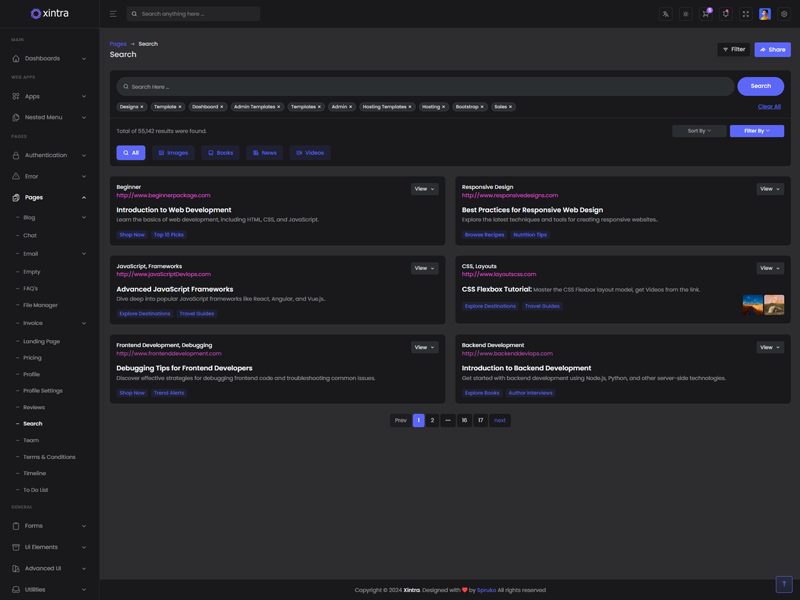 xintra
Search anything here ...
5
MAIN
Dashboards
WEB APPS
Apps
Nested Menu
PAGES
Authentication
Error
Pages
Blog
Chat
Email
Empty
FAQ's
File Manager
Invoice
Landing Page
Pricing
Profile
Profile Settings
Reviews
Search
Team
Terms & Conditions
Timeline
To Do List
GENERAL
Forms
Ui Elements
Advanced UI
Utilities
Pages → Search
Search
Filter
Share
Search Here ...
Search
Designs × Template × Dashboard × Admin Templates × Templates × Admin × Hosting Templates × Hosting × Bootstrap × Sales ×
Clear All
Total of 55,142 results were found.
Sort By
Filter By
All Images Books News Videos
Beginner
View
http://www.beginnerpackage.com
Introduction to Web Development
Learn the basics of web development, including HTML, CSS, and JavaScript.
Shop Now Top 10 Picks
Responsive Design
View
http://www.responsivedesigns.com
Best Practices for Responsive Web Design
Explore the latest techniques and tools for creating responsive websites..
Browse Recipes Nutrition Tips
JavaScript, Frameworks
View
http://www.javaScriptDevlops.com
Advanced JavaScript Frameworks
Dive deep into popular JavaScript frameworks like React, Angular, and Vue.js..
Explore Destinations Travel Guides
CSS, Layouts
View
http://www.layoutscss.com
CSS Flexbox Tutorial: Master the CSS Flexbox layout model, get Videos from the link.
Explore Destinations Travel Guides
Frontend Development, Debugging
View
http://www.frontenddevelopment.com
Debugging Tips for Frontend Developers
Discover effective strategies for debugging frontend code and troubleshooting common issues.
Shop Now Trend Alerts
Backend Development
View
http://www.backenddevlops.com
Introduction to Backend Development
Get started with backend development using Node.js, Python, and other server-side technologies.
Explore Books Author Interviews
Prev 1 2 ••• 16 17 next
Copyright © 2024 Xintra. Designed with ❤ by Spruko All rights reserved